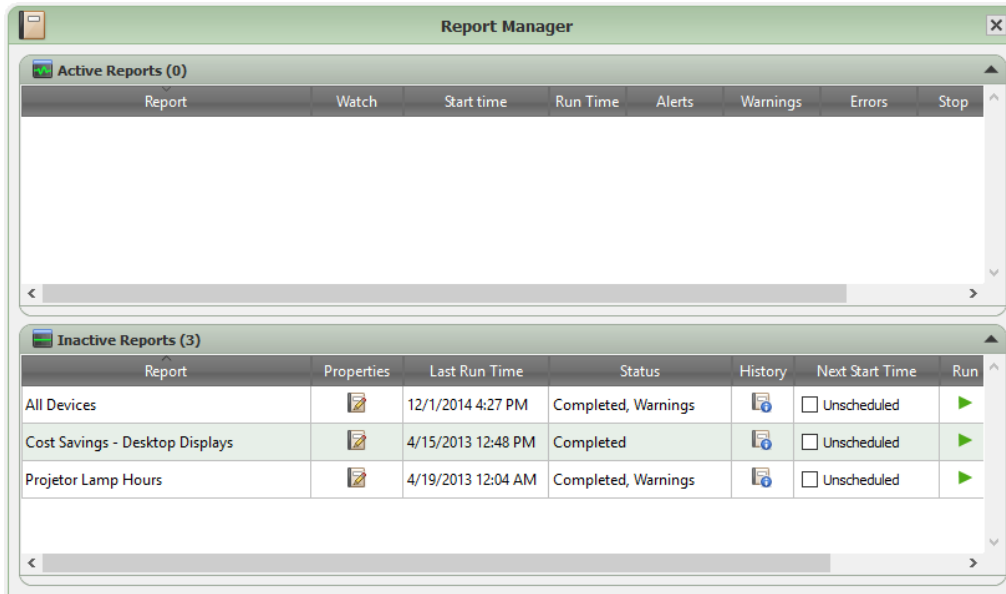 Report Manager
Active Reports (0)
Report Watch Start time Run Time Alerts Warnings Errors Stop
Inactive Reports (3)
Report Properties Last Run Time Status History Next Start Time Run
All Devices 12/1/2014 4:27 PM Completed, Warnings Unscheduled
Cost Savings - Desktop Displays 4/15/2013 12:48 PM Completed Unscheduled
Projetor Lamp Hours 4/19/2013 12:04 AM Completed, Warnings Unscheduled